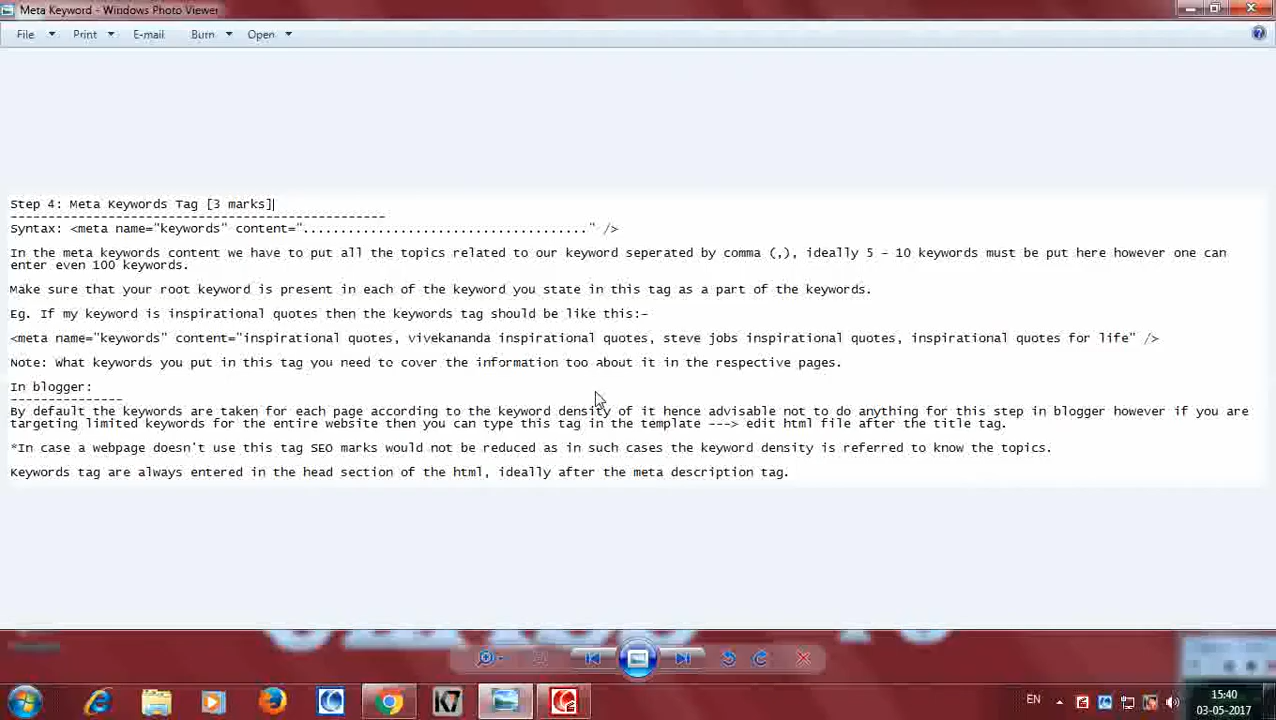 Meta Keyword - Windows Photo Viewer
File Print E-mail Burn Open
Step 4: Meta Keywords Tag [3 marks]
--------------------------------------------------
Syntax: <meta name="keywords" content="......................................" />
In the meta keywords content we have to put all the topics related to our keyword seperated by comma (,), ideally 5 - 10 keywords must be put here however one can
enter even 100 keywords.
Make sure that your root keyword is present in each of the keyword you state in this tag as a part of the keywords.
Eg. If my keyword is inspirational quotes then the keywords tag should be like this:-
<meta name="keywords" content="inspirational quotes, vivekananda inspirational quotes, steve jobs inspirational quotes, inspirational quotes for life" />
Note: What keywords you put in this tag you need to cover the information too about it in the respective pages.
In blogger:
---------------
By default the keywords are taken for each page according to the keyword density of it hence advisable not to do anything for this step in blogger however if you are
targeting limited keywords for the entire website then you can type this tag in the template ---> edit html file after the title tag.
*In case a webpage doesn't use this tag SEO marks would not be reduced as in such cases the keyword density is referred to know the topics.
Keywords tag are always entered in the head section of the html, ideally after the meta description tag.
K7
EN
15:40
03-05-2017